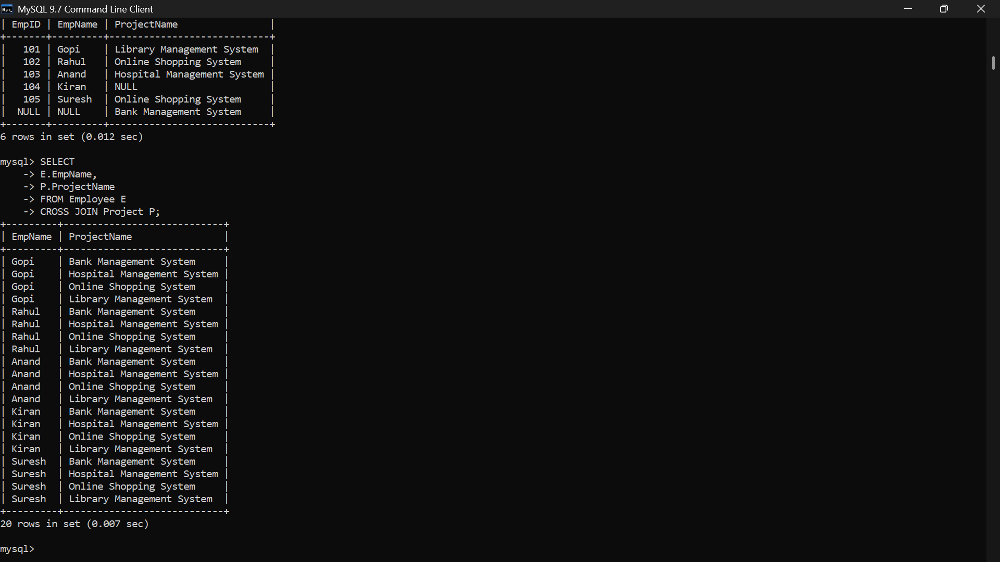 MySQL 9.7 Command Line Client
| EmpID | EmpName | ProjectName                |
+-------+---------+----------------------------+
|   101 | Gopi    | Library Management System  |
|   102 | Rahul   | Online Shopping System     |
|   103 | Anand   | Hospital Management System |
|   104 | Kiran   | NULL                       |
|   105 | Suresh  | Online Shopping System     |
|  NULL | NULL    | Bank Management System     |
+-------+---------+----------------------------+
6 rows in set (0.012 sec)

mysql> SELECT
    -> E.EmpName,
    -> P.ProjectName
    -> FROM Employee E
    -> CROSS JOIN Project P;
+---------+----------------------------+
| EmpName | ProjectName                |
+---------+----------------------------+
| Gopi    | Bank Management System     |
| Gopi    | Hospital Management System |
| Gopi    | Online Shopping System     |
| Gopi    | Library Management System  |
| Rahul   | Bank Management System     |
| Rahul   | Hospital Management System |
| Rahul   | Online Shopping System     |
| Rahul   | Library Management System  |
| Anand   | Bank Management System     |
| Anand   | Hospital Management System |
| Anand   | Online Shopping System     |
| Anand   | Library Management System  |
| Kiran   | Bank Management System     |
| Kiran   | Hospital Management System |
| Kiran   | Online Shopping System     |
| Kiran   | Library Management System  |
| Suresh  | Bank Management System     |
| Suresh  | Hospital Management System |
| Suresh  | Online Shopping System     |
| Suresh  | Library Management System  |
+---------+----------------------------+
20 rows in set (0.007 sec)

mysql>